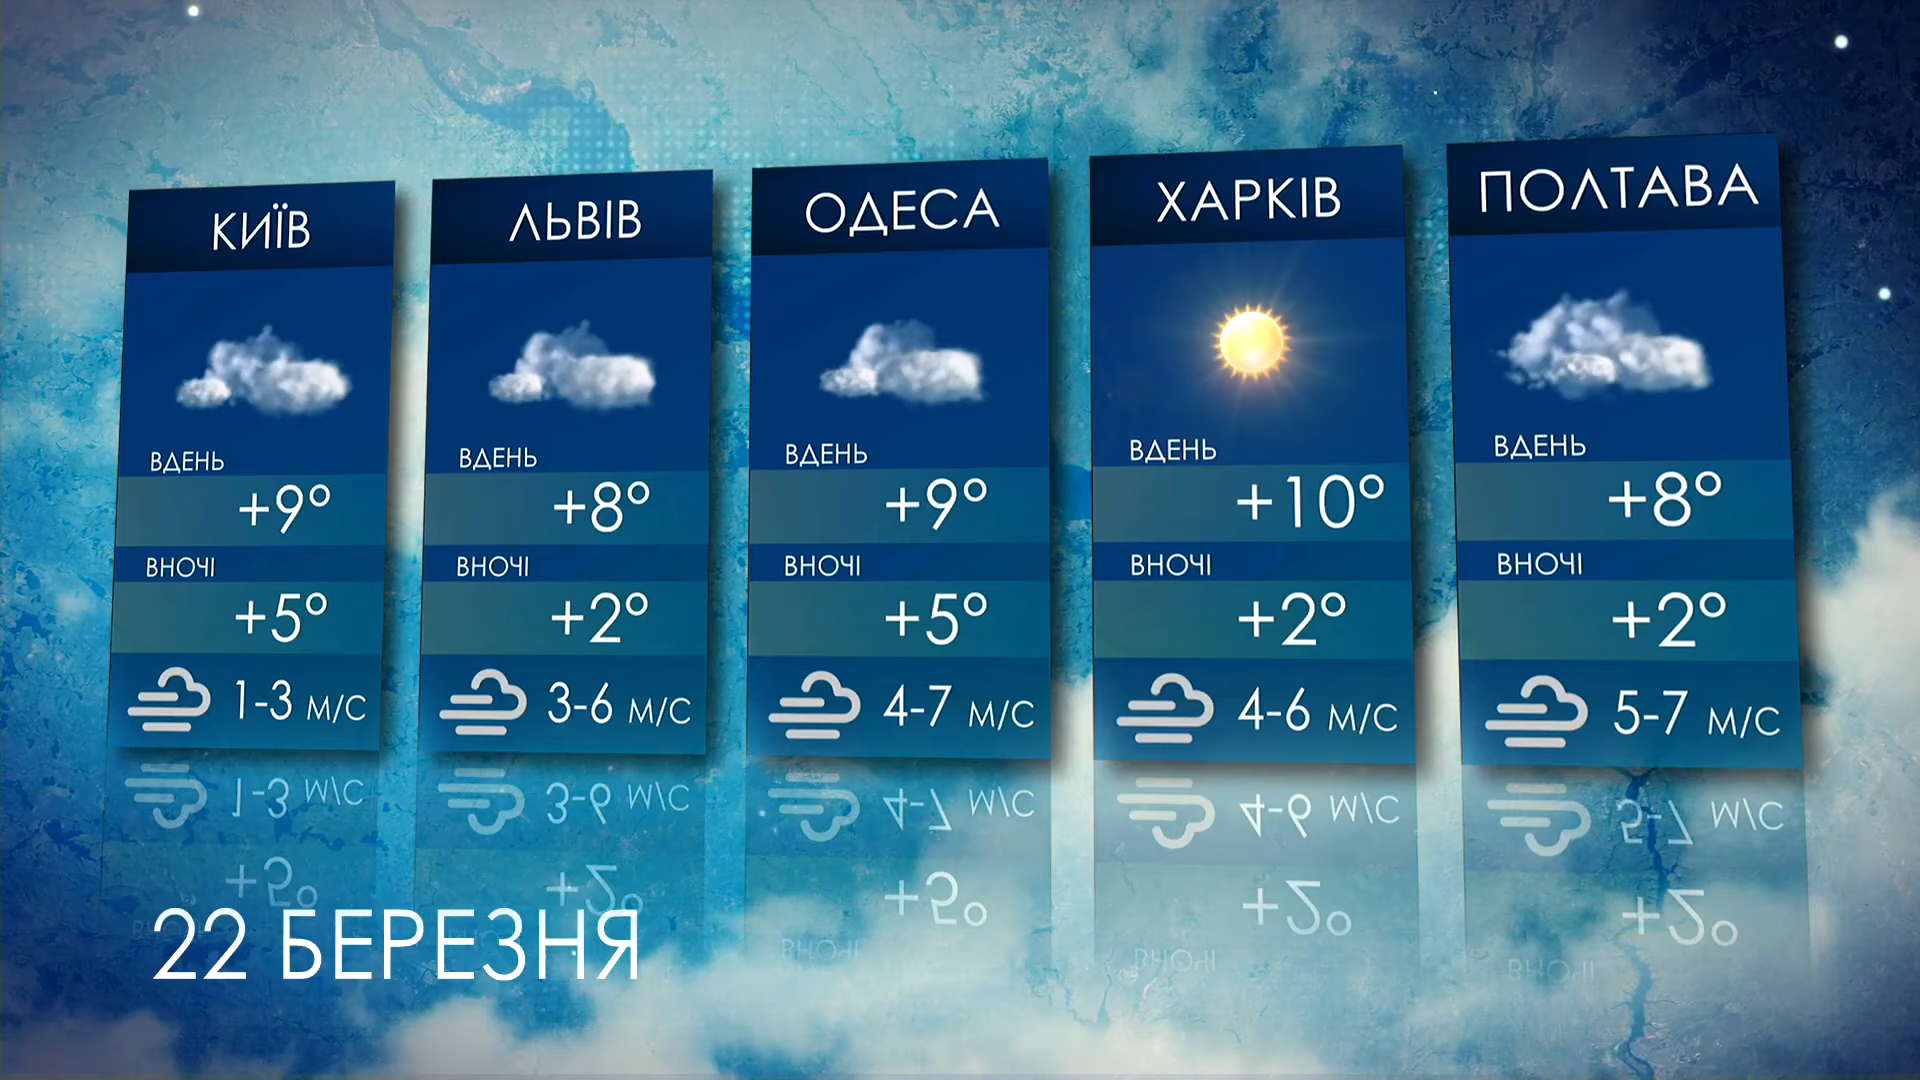 КИЇВ
ВДЕНЬ
+9°
ВНОЧІ
+5°
1-3 М/С
ЛЬВІВ
ВДЕНЬ
+8°
ВНОЧІ
+2°
3-6 М/С
ОДЕСА
ВДЕНЬ
+9°
ВНОЧІ
+5°
4-7 М/С
ХАРКІВ
ВДЕНЬ
+10°
ВНОЧІ
+2°
4-6 М/С
ПОЛТАВА
ВДЕНЬ
+8°
ВНОЧІ
+2°
5-7 М/С
22 БЕРЕЗНЯ